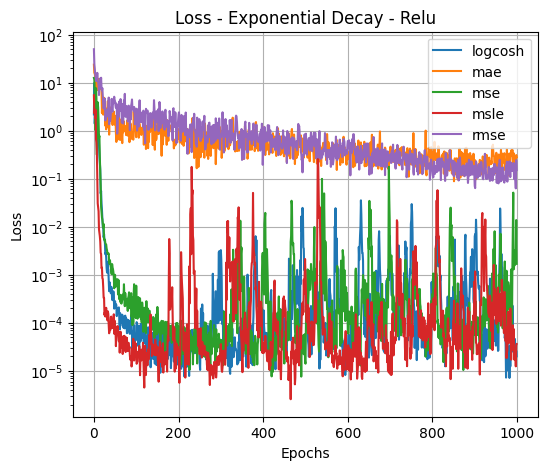 Loss - Exponential Decay - Relu
logcosh
mae
mse
msle
rmse
Loss
10²
10¹
10⁰
10⁻¹
10⁻²
10⁻³
10⁻⁴
10⁻⁵
0 200 400 600 800 1000
Epochs